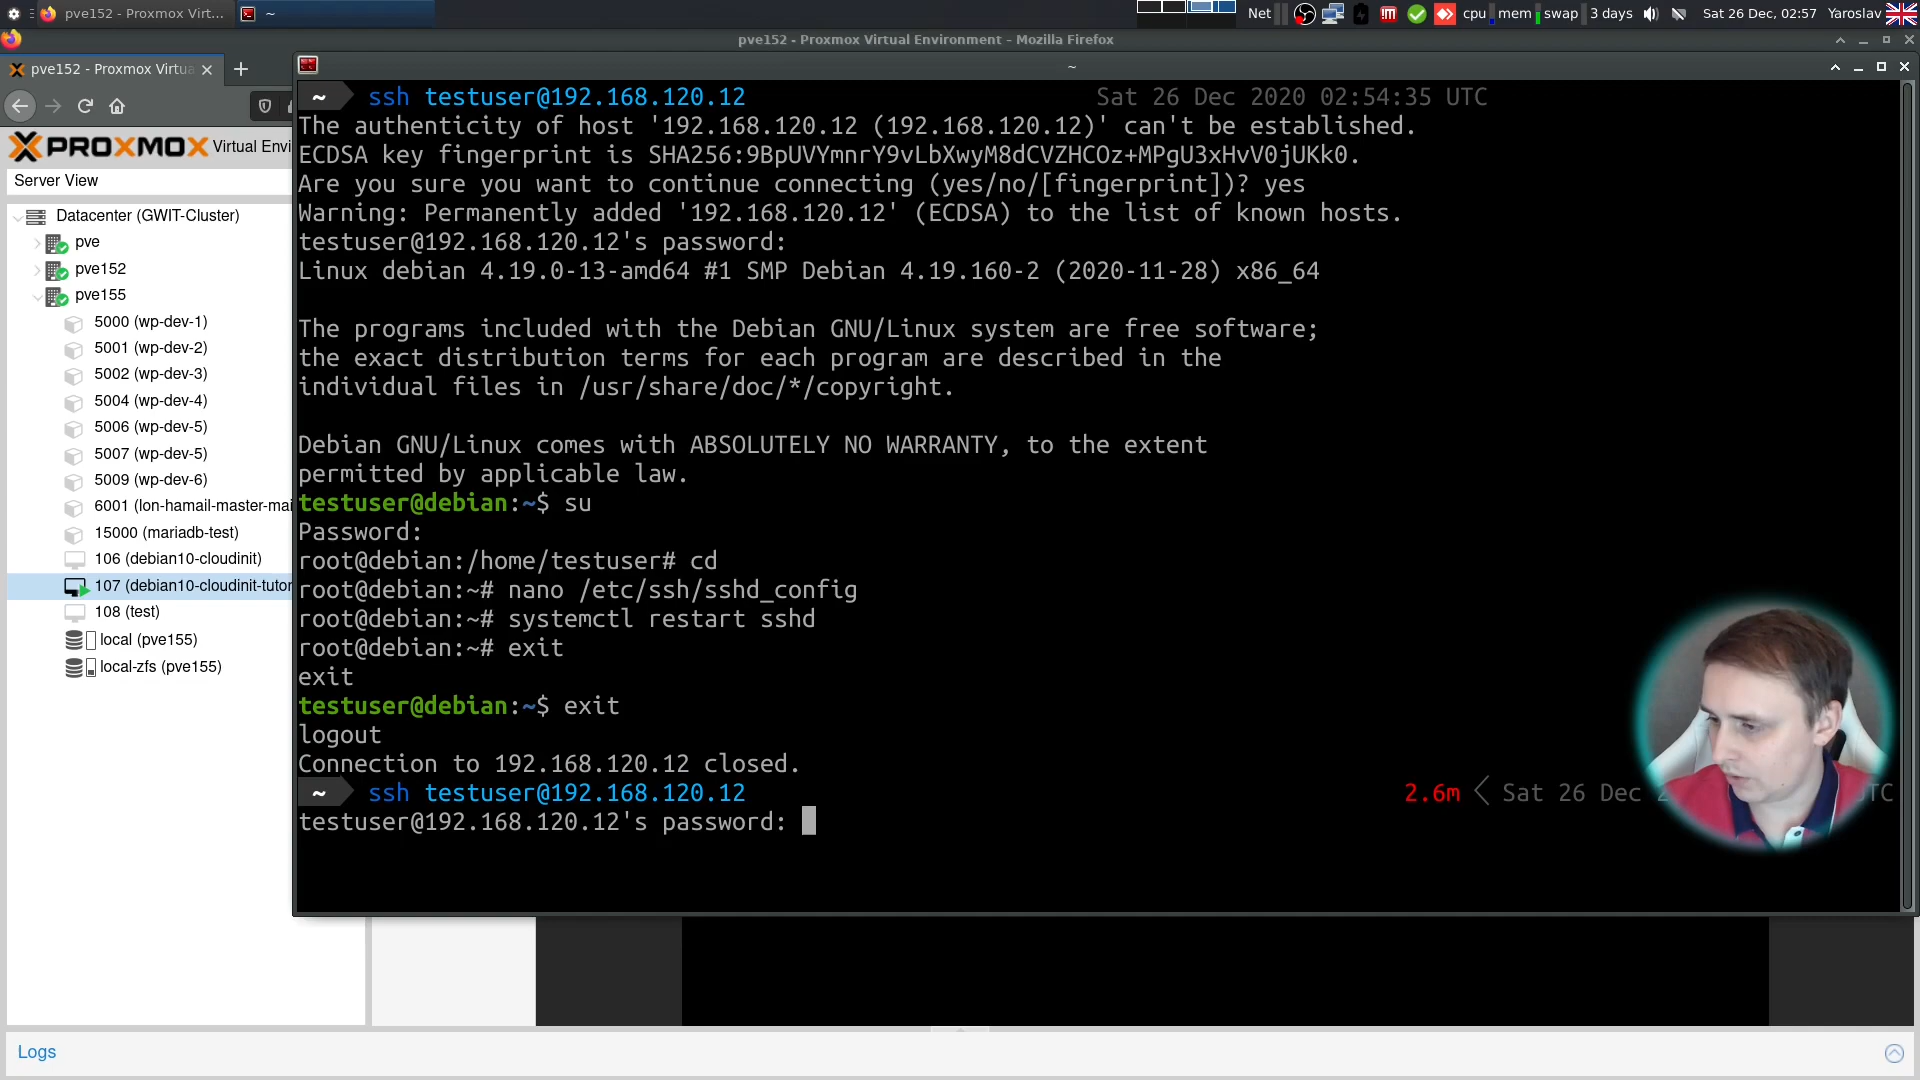 pve152 - Proxmox Virt...
~
Net
cpu
mem
swap
3 days
Sat 26 Dec, 02:57
Yaroslav
pve152 - Proxmox Virtual Environment - Mozilla Firefox
pve152 - Proxmox Virtua
~
PROXMOX Virtual Envi
Server View
Datacenter (GWIT-Cluster)
pve
pve152
pve155
5000 (wp-dev-1)
5001 (wp-dev-2)
5002 (wp-dev-3)
5004 (wp-dev-4)
5006 (wp-dev-5)
5007 (wp-dev-5)
5009 (wp-dev-6)
6001 (lon-hamail-master-mai
15000 (mariadb-test)
106 (debian10-cloudinit)
107 (debian10-cloudinit-tutor
108 (test)
local (pve155)
local-zfs (pve155)
~ ssh testuser@192.168.120.12 Sat 26 Dec 2020 02:54:35 UTC
The authenticity of host '192.168.120.12 (192.168.120.12)' can't be established.
ECDSA key fingerprint is SHA256:9BpUVYmnrY9vLbXwyM8dCVZHCOz+MPgU3xHvV0jUKk0.
Are you sure you want to continue connecting (yes/no/[fingerprint])? yes
Warning: Permanently added '192.168.120.12' (ECDSA) to the list of known hosts.
testuser@192.168.120.12's password:
Linux debian 4.19.0-13-amd64 #1 SMP Debian 4.19.160-2 (2020-11-28) x86_64
The programs included with the Debian GNU/Linux system are free software;
the exact distribution terms for each program are described in the
individual files in /usr/share/doc/*/copyright.
Debian GNU/Linux comes with ABSOLUTELY NO WARRANTY, to the extent
permitted by applicable law.
testuser@debian:~$ su
Password:
root@debian:/home/testuser# cd
root@debian:~# nano /etc/ssh/sshd_config
root@debian:~# systemctl restart sshd
root@debian:~# exit
exit
testuser@debian:~$ exit
logout
Connection to 192.168.120.12 closed.
~ ssh testuser@192.168.120.12 2.6m < Sat 26 Dec
testuser@192.168.120.12's password:
Logs